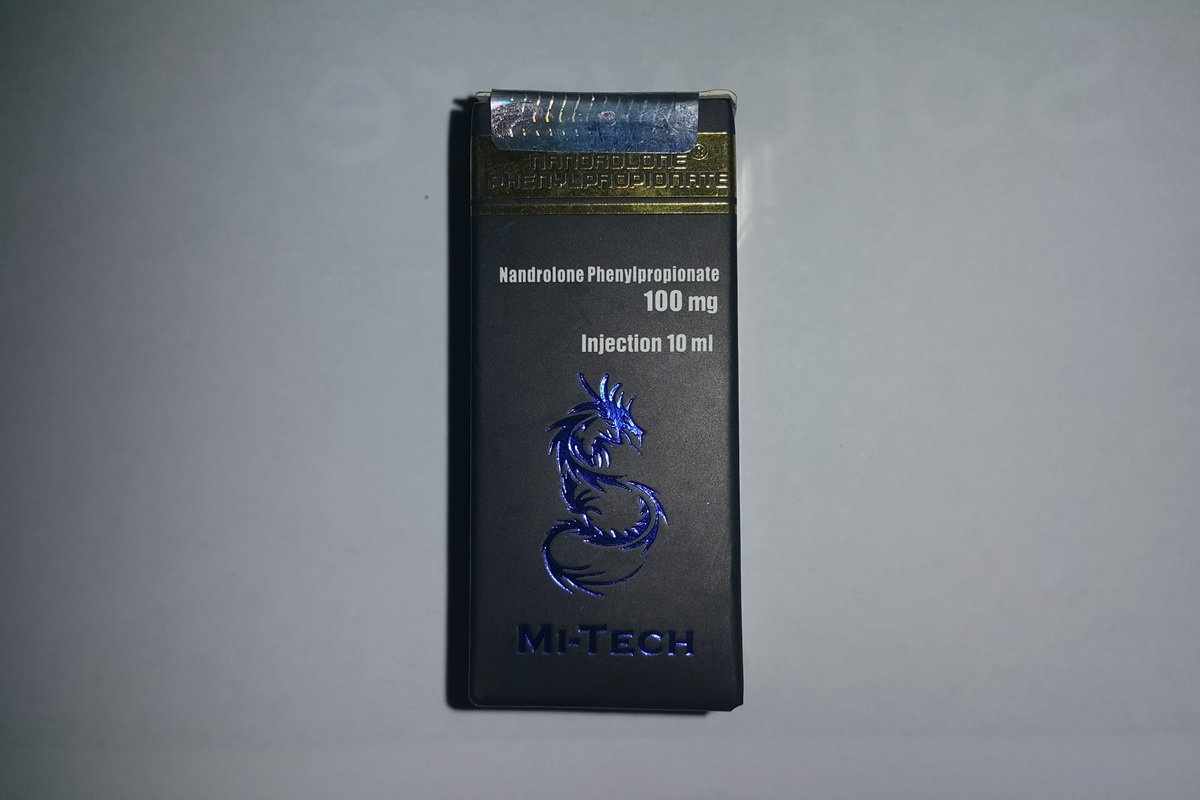 NANDROLONE®
PHENYLPROPIONATE
Nandrolone Phenylpropionate
100 mg
Injection 10 ml
MI-TECH